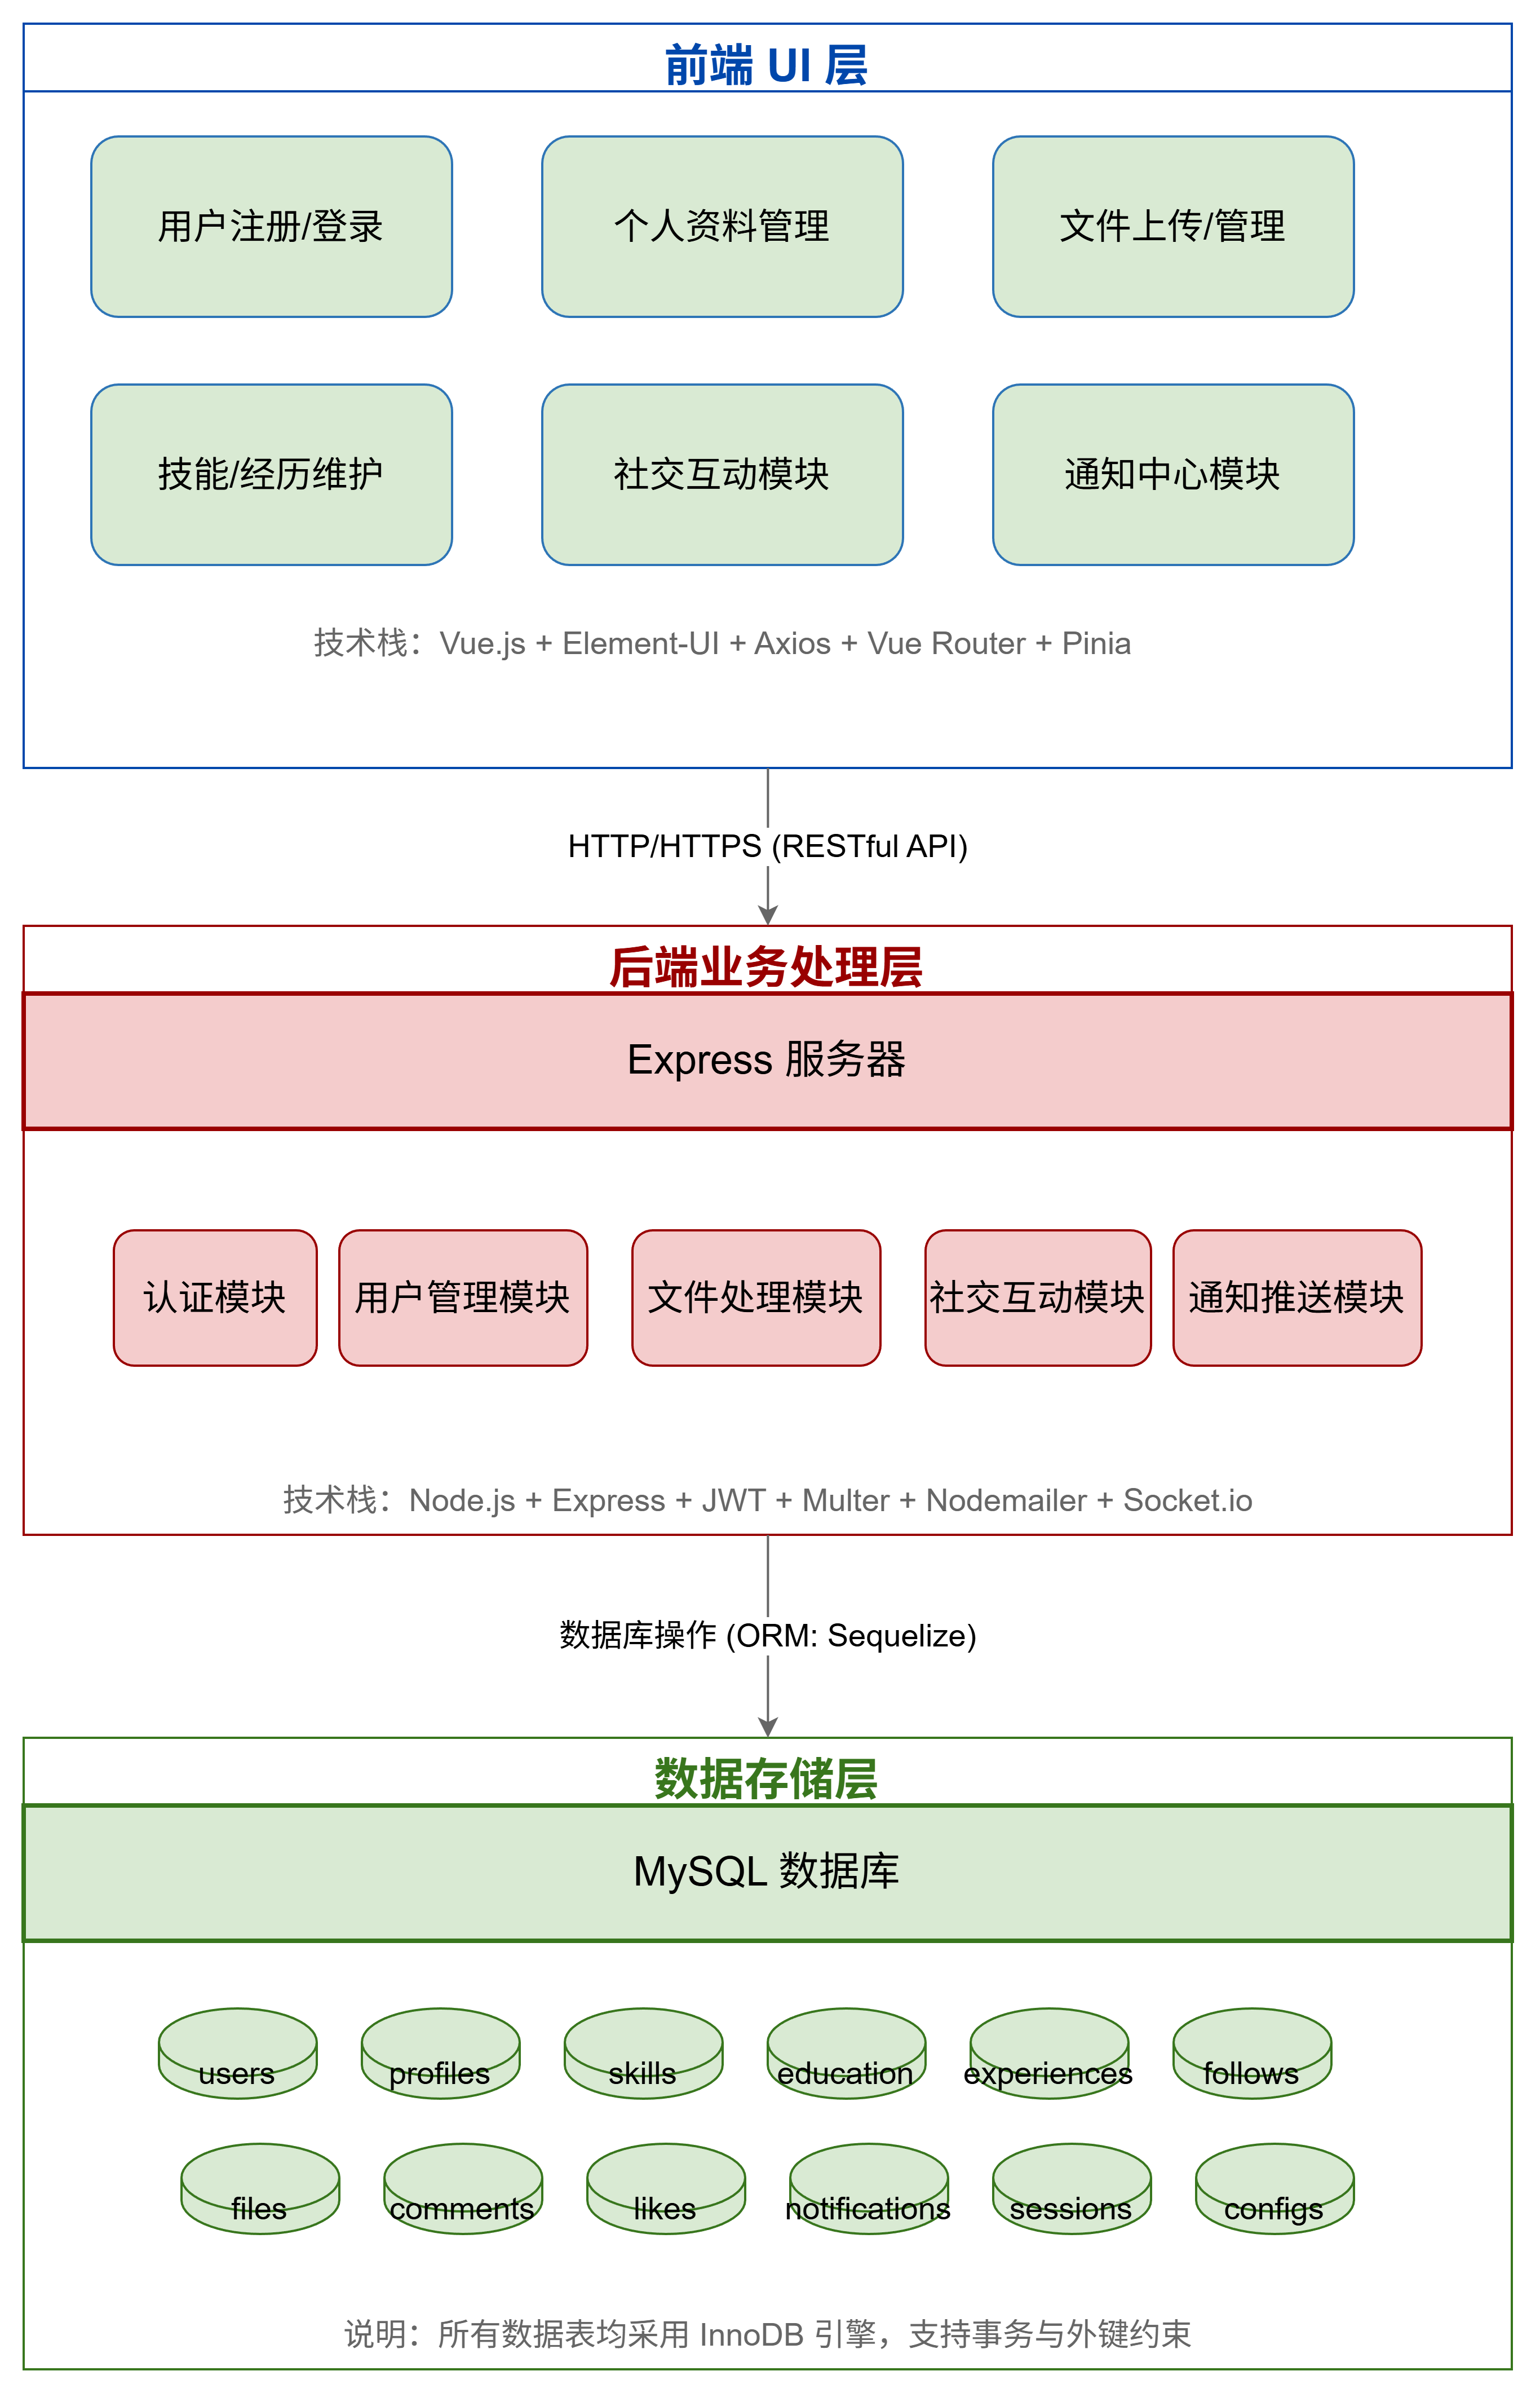 前端 UI 层
用户注册/登录
个人资料管理
文件上传/管理
技能/经历维护
社交互动模块
通知中心模块
技术栈：Vue.js + Element-UI + Axios + Vue Router + Pinia
HTTP/HTTPS (RESTful API)
后端业务处理层
Express 服务器
认证模块
用户管理模块
文件处理模块
社交互动模块
通知推送模块
技术栈：Node.js + Express + JWT + Multer + Nodemailer + Socket.io
数据库操作 (ORM: Sequelize)
数据存储层
MySQL 数据库
users
profiles
skills
education
experiences
follows
files
comments
likes
notifications
sessions
configs
说明：所有数据表均采用 InnoDB 引擎，支持事务与外键约束